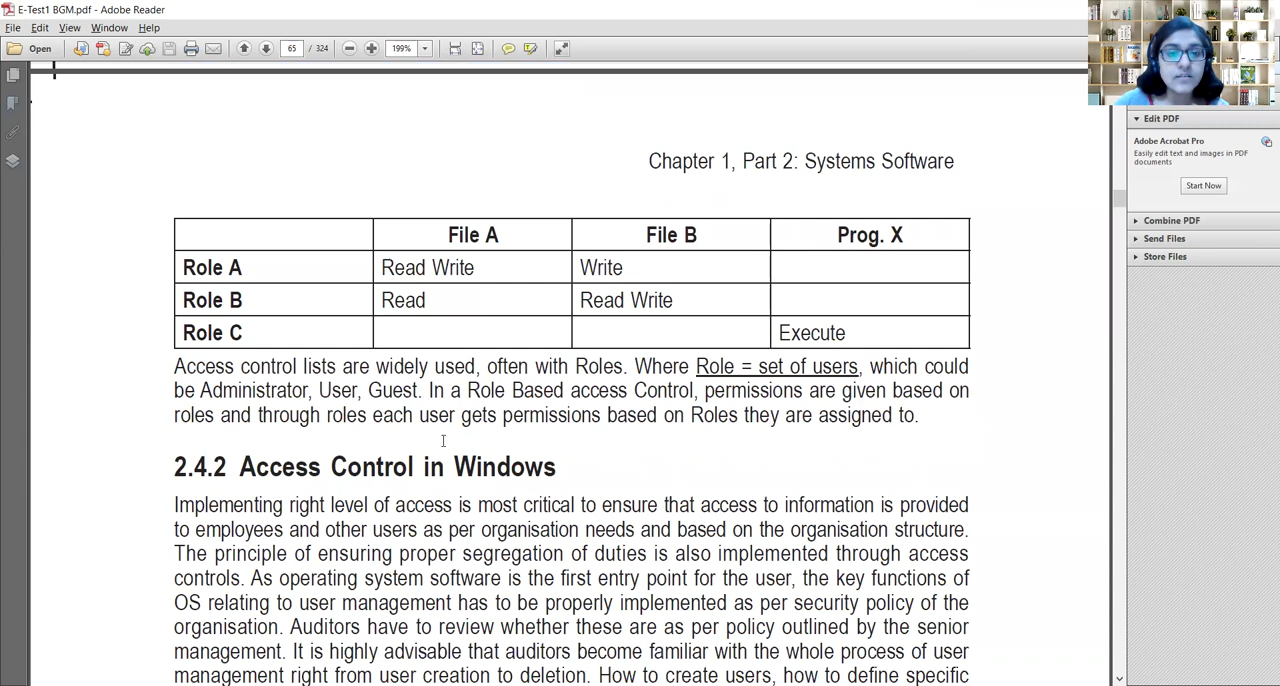 E-Test1 BGM.pdf - Adobe Reader
File Edit View Window Help
Open 65 / 324 199%
Chapter 1, Part 2: Systems Software
File A File B Prog. X
Role A Read Write Write
Role B Read Read Write
Role C Execute
Access control lists are widely used, often with Roles. Where Role = set of users, which could
be Administrator, User, Guest. In a Role Based access Control, permissions are given based on
roles and through roles each user gets permissions based on Roles they are assigned to.
2.4.2 Access Control in Windows
Implementing right level of access is most critical to ensure that access to information is provided
to employees and other users as per organisation needs and based on the organisation structure.
The principle of ensuring proper segregation of duties is also implemented through access
controls. As operating system software is the first entry point for the user, the key functions of
OS relating to user management has to be properly implemented as per security policy of the
organisation. Auditors have to review whether these are as per policy outlined by the senior
management. It is highly advisable that auditors become familiar with the whole process of user
management right from user creation to deletion. How to create users, how to define specific
Edit PDF
Adobe Acrobat Pro
Easily edit text and images in PDF
documents
Start Now
Combine PDF
Send Files
Store Files